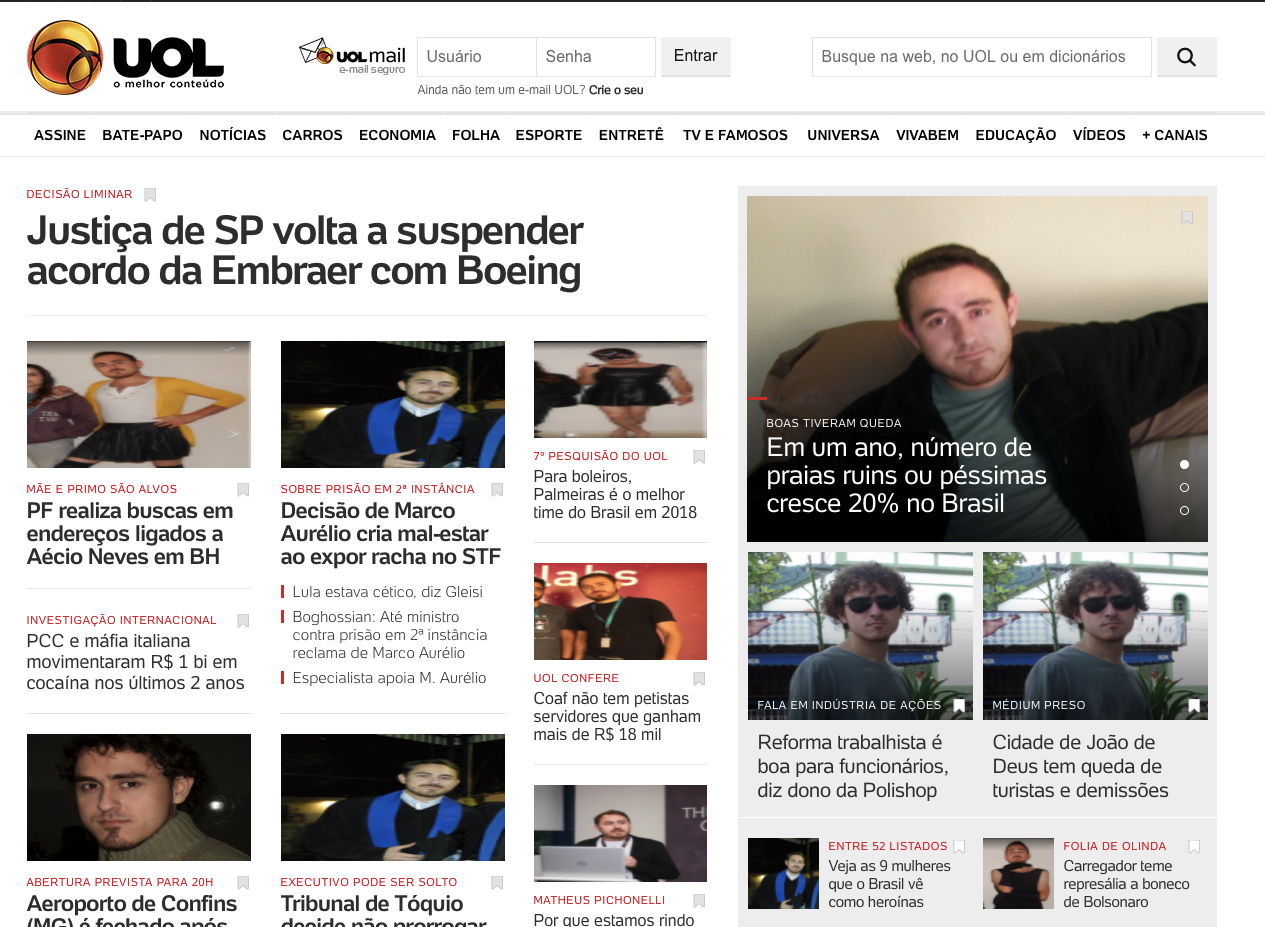 UOL
o melhor conteúdo
UOL mail
e-mail seguro
Usuário
Senha
Entrar
Ainda não tem um e-mail UOL? Crie o seu
Busque na web, no UOL ou em dicionários
ASSINE BATE-PAPO NOTÍCIAS CARROS ECONOMIA FOLHA ESPORTE ENTRETÊ TV E FAMOSOS UNIVERSA VIVABEM EDUCAÇÃO VÍDEOS + CANAIS
DECISÃO LIMINAR
Justiça de SP volta a suspender
acordo da Embraer com Boeing
MÃE E PRIMO SÃO ALVOS
PF realiza buscas em
endereços ligados a
Aécio Neves em BH
INVESTIGAÇÃO INTERNACIONAL
PCC e máfia italiana
movimentaram R$ 1 bi em
cocaína nos últimos 2 anos
ABERTURA PREVISTA PARA 20H
Aeroporto de Confins
(MG) é fechado após
SOBRE PRISÃO EM 2ª INSTÂNCIA
Decisão de Marco
Aurélio cria mal-estar
ao expor racha no STF
Lula estava cético, diz Gleisi
Boghossian: Até ministro
contra prisão em 2ª instância
reclama de Marco Aurélio
Especialista apoia M. Aurélio
EXECUTIVO PODE SER SOLTO
Tribunal de Tóquio
decide não prorrogar
7º PESQUISÃO DO UOL
Para boleiros,
Palmeiras é o melhor
time do Brasil em 2018
labs
UOL CONFERE
Coaf não tem petistas
servidores que ganham
mais de R$ 18 mil
MATHEUS PICHONELLI
Por que estamos rindo
BOAS TIVERAM QUEDA
Em um ano, número de
praias ruins ou péssimas
cresce 20% no Brasil
FALA EM INDÚSTRIA DE AÇÕES
Reforma trabalhista é
boa para funcionários,
diz dono da Polishop
MÉDIUM PRESO
Cidade de João de
Deus tem queda de
turistas e demissões
ENTRE 52 LISTADOS
Veja as 9 mulheres
que o Brasil vê
como heroínas
FOLIA DE OLINDA
Carregador teme
represália a boneco
de Bolsonaro